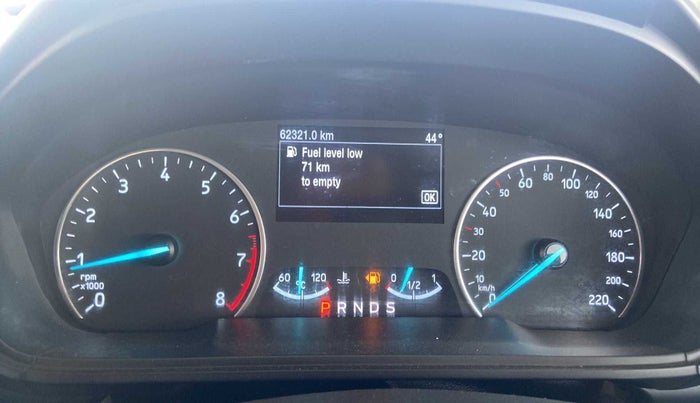 62321.0 km 44°
Fuel level low
71 km
to empty
OK
0 1 2 3 4 5 6 7 8
rpm
x1000
60 120
°C
0 1/2
P R N D S
0 10 20 30 40 50 60 80 100 120 140 160 180 200 220
km/h